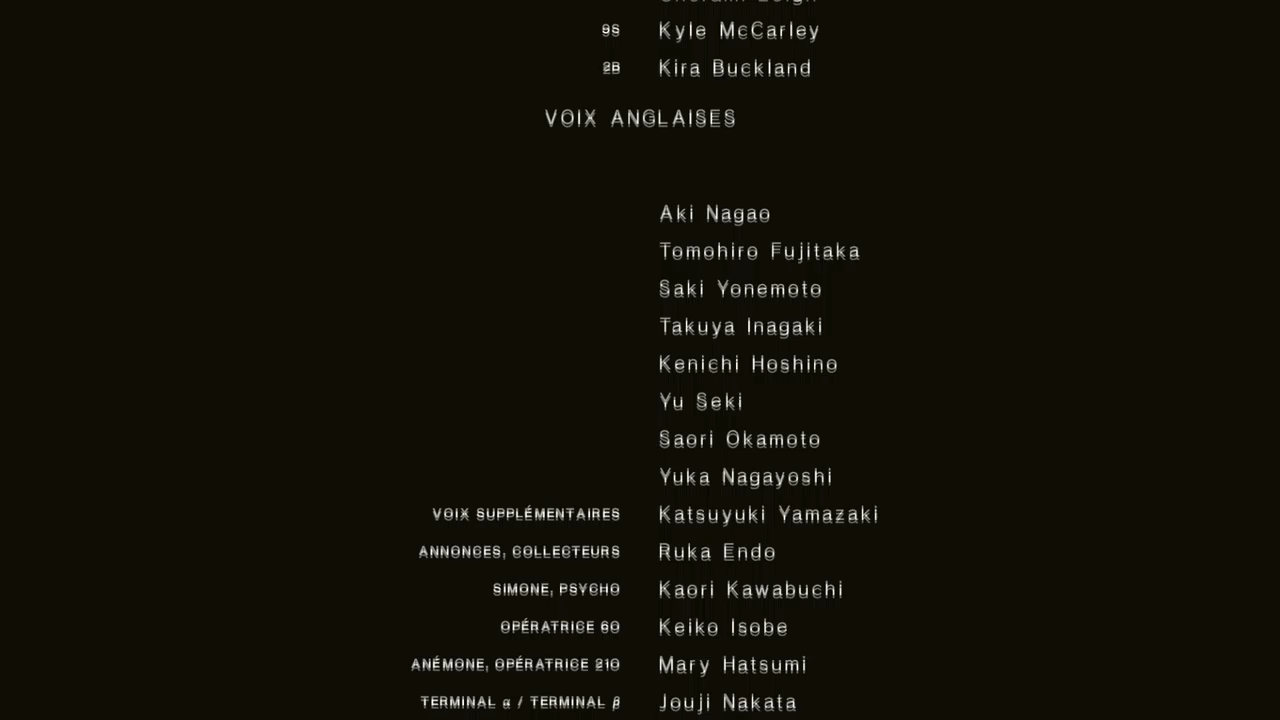 9S Kyle McCarley
2B Kira Buckland
VOIX ANGLAISES
Aki Nagao
Tomohiro Fujitaka
Saki Yonemoto
Takuya Inagaki
Kenichi Hoshino
Yu Seki
Saori Okamoto
Yuka Nagayoshi
VOIX SUPPLÉMENTAIRES Katsuyuki Yamazaki
ANNONCES, COLLECTEURS Ruka Endo
SIMONE, PSYCHO Kaori Kawabuchi
OPÉRATRICE 6O Keiko Isobe
ANÉMONE, OPÉRATRICE 21O Mary Hatsumi
TERMINAL α / TERMINAL β Jouji Nakata